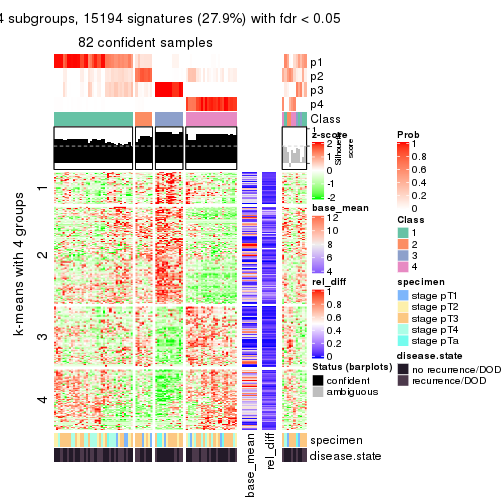 4 subgroups, 15194 signatures (27.9%) with fdr < 0.05
82 confident samples
p1
p2
p3
p4
Class
Silhouette
score
1
k-means with 4 groups
1
2
3
4
specimen
disease.state
base_mean
rel_diff
z-score
2
1
0
-1
-2
base_mean
12
10
8
6
4
rel_diff
1
0.8
0.6
0.4
0.2
0
Status (barplots)
confident
ambiguous
Prob
1
0.8
0.6
0.4
0.2
0
Class
1
2
3
4
specimen
stage pT1
stage pT2
stage pT3
stage pT4
stage pTa
disease.state
no recurrence/DOD
recurrence/DOD